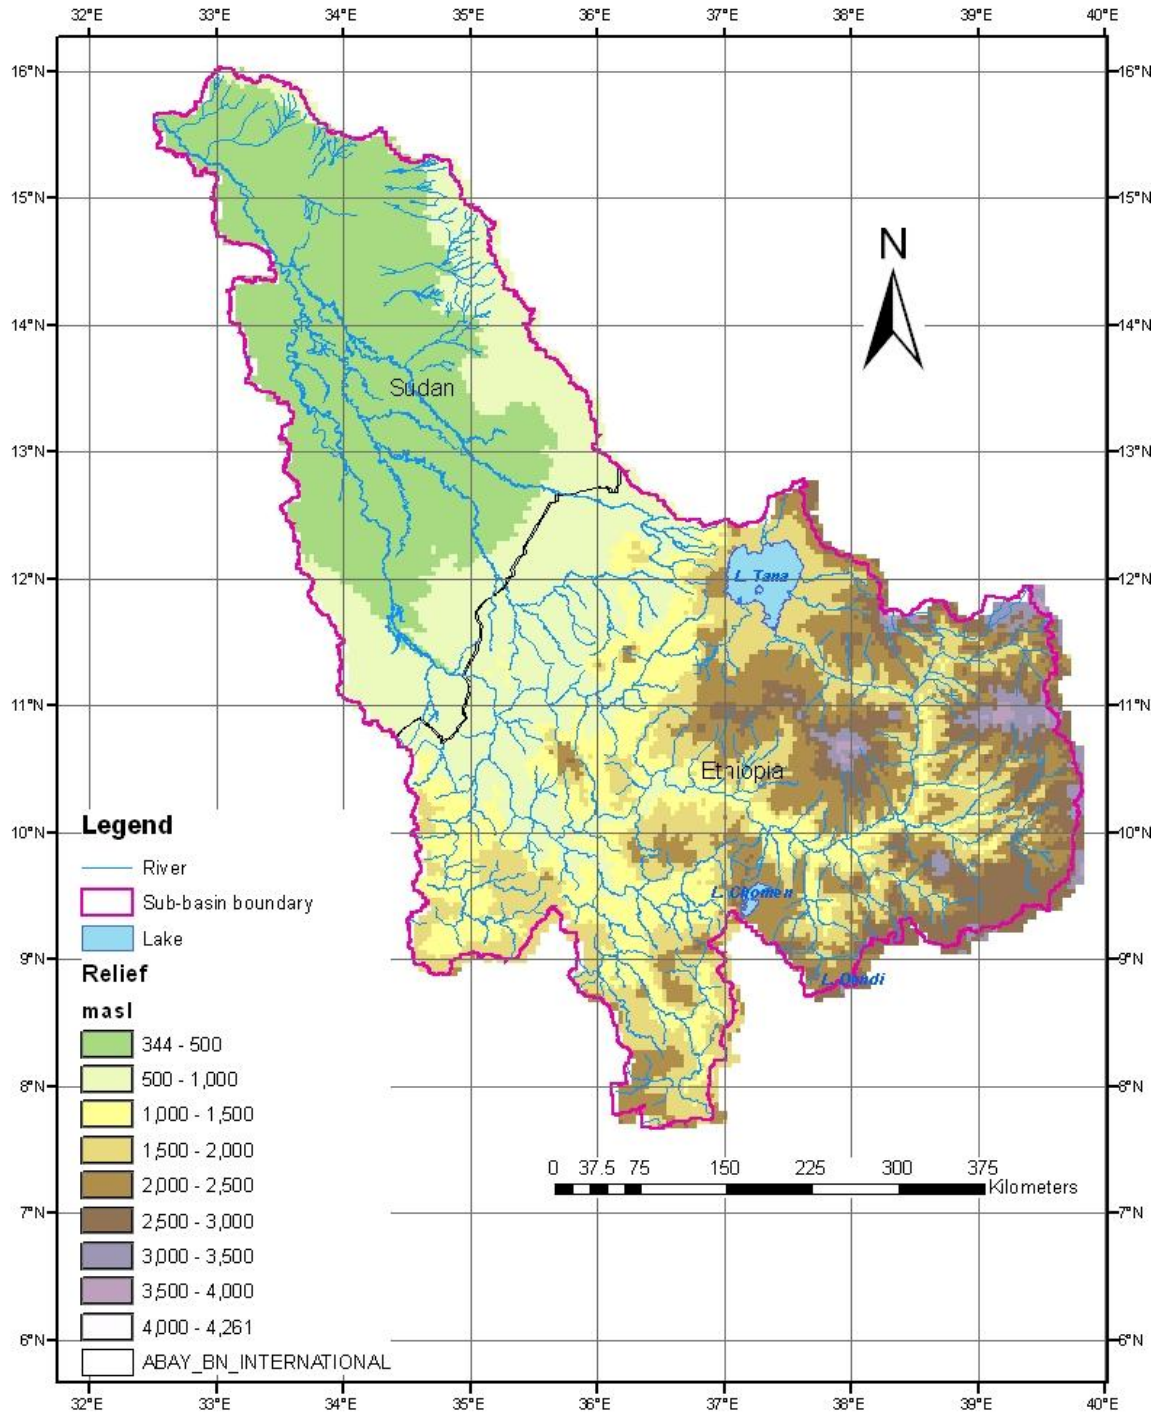 32°E 33°E 34°E 35°E 36°E 37°E 38°E 39°E 40°E
16°N 16°N
15°N 15°N
N
14°N 14°N
Sudan
13°N 13°N
12°N L. Tana 12°N
11°N 11°N
Ethiopia
Legend
10°N 10°N
River
L. Chomen
Sub-basin boundary
Lake
9°N 9°N
L. Dendi
Relief
masl
344 - 500
500 - 1,000
8°N 8°N
1,000 - 1,500
1,500 - 2,000
0 37.5 75 150 225 300 375
Kilometers
2,000 - 2,500
7°N 7°N
2,500 - 3,000
3,000 - 3,500
3,500 - 4,000
4,000 - 4,261
6°N 6°N
ABAY_BN_INTERNATIONAL
32°E 33°E 34°E 35°E 36°E 37°E 38°E 39°E 40°E